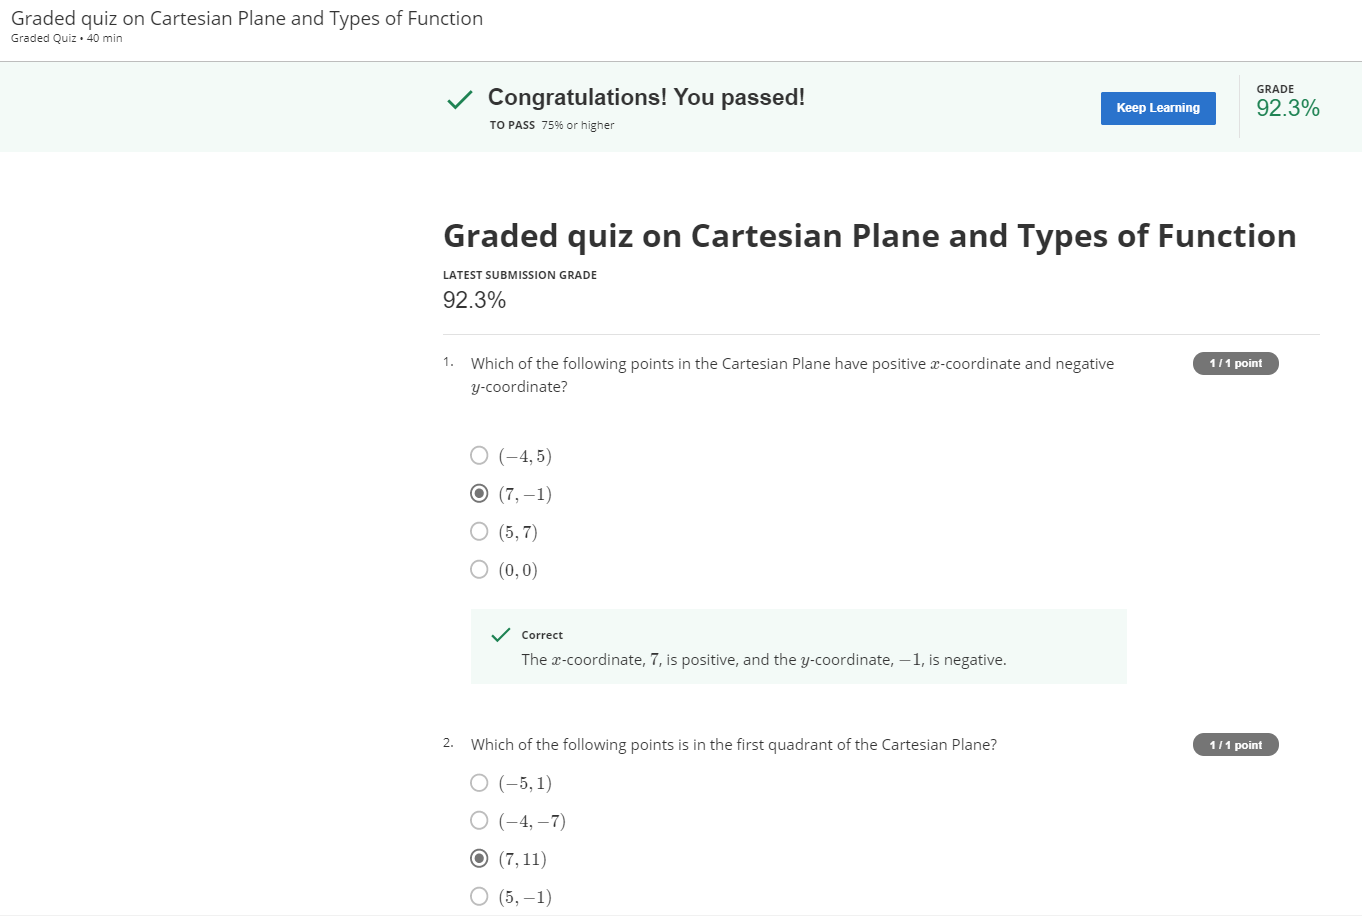 Graded quiz on Cartesian Plane and Types of Function
Graded Quiz • 40 min
Congratulations! You passed!
TO PASS 75% or higher
Keep Learning
GRADE
92.3%
Graded quiz on Cartesian Plane and Types of Function
LATEST SUBMISSION GRADE
92.3%
1. Which of the following points in the Cartesian Plane have positive x-coordinate and negative
y-coordinate?
1 / 1 point
(−4, 5)
(7, −1)
(5, 7)
(0, 0)
Correct
The x-coordinate, 7, is positive, and the y-coordinate, −1, is negative.
2. Which of the following points is in the first quadrant of the Cartesian Plane?
1 / 1 point
(−5, 1)
(−4, −7)
(7, 11)
(5, −1)